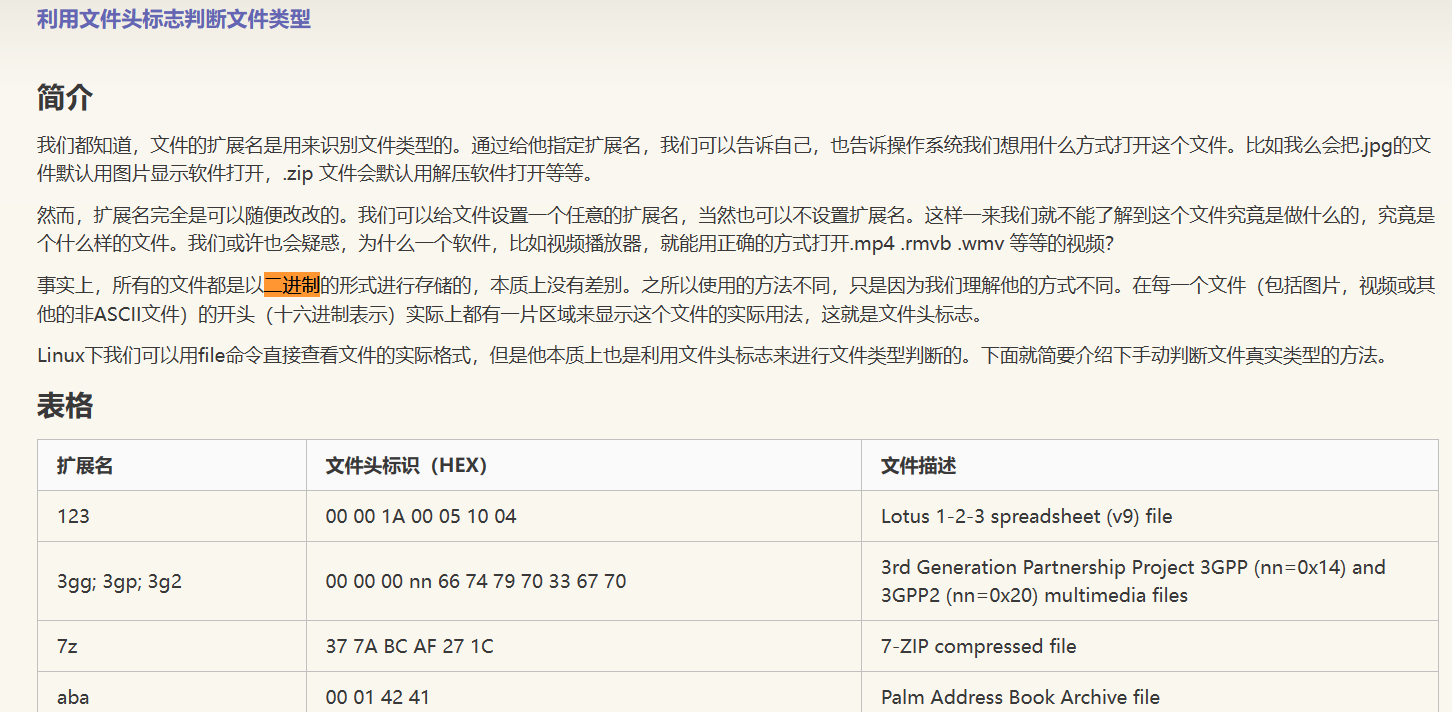 利用文件头标志判断文件类型
简介
我们都知道，文件的扩展名是用来识别文件类型的。通过给他指定扩展名，我们可以告诉自己，也告诉操作系统我们想用什么方式打开这个文件。比如我么会把.jpg的文
件默认用图片显示软件打开，.zip 文件会默认用解压软件打开等等。
然而，扩展名完全是可以随便改改的。我们可以给文件设置一个任意的扩展名，当然也可以不设置扩展名。这样一来我们就不能了解到这个文件究竟是做什么的，究竟是
个什么样的文件。我们或许也会疑惑，为什么一个软件，比如视频播放器，就能用正确的方式打开.mp4 .rmvb .wmv 等等的视频?
事实上，所有的文件都是以二进制的形式进行存储的，本质上没有差别。之所以使用的方法不同，只是因为我们理解他的方式不同。在每一个文件（包括图片，视频或其
他的非ASCII文件）的开头（十六进制表示）实际上都有一片区域来显示这个文件的实际用法，这就是文件头标志。
Linux下我们可以用file命令直接查看文件的实际格式，但是他本质上也是利用文件头标志来进行文件类型判断的。下面就简要介绍下手动判断文件真实类型的方法。
表格
扩展名 文件头标识（HEX） 文件描述
123 00 00 1A 00 05 10 04 Lotus 1-2-3 spreadsheet (v9) file
3gg; 3gp; 3g2 00 00 00 nn 66 74 79 70 33 67 70 3rd Generation Partnership Project 3GPP (nn=0x14) and
3GPP2 (nn=0x20) multimedia files
7z 37 7A BC AF 27 1C 7-ZIP compressed file
aba 00 01 42 41 Palm Address Book Archive file